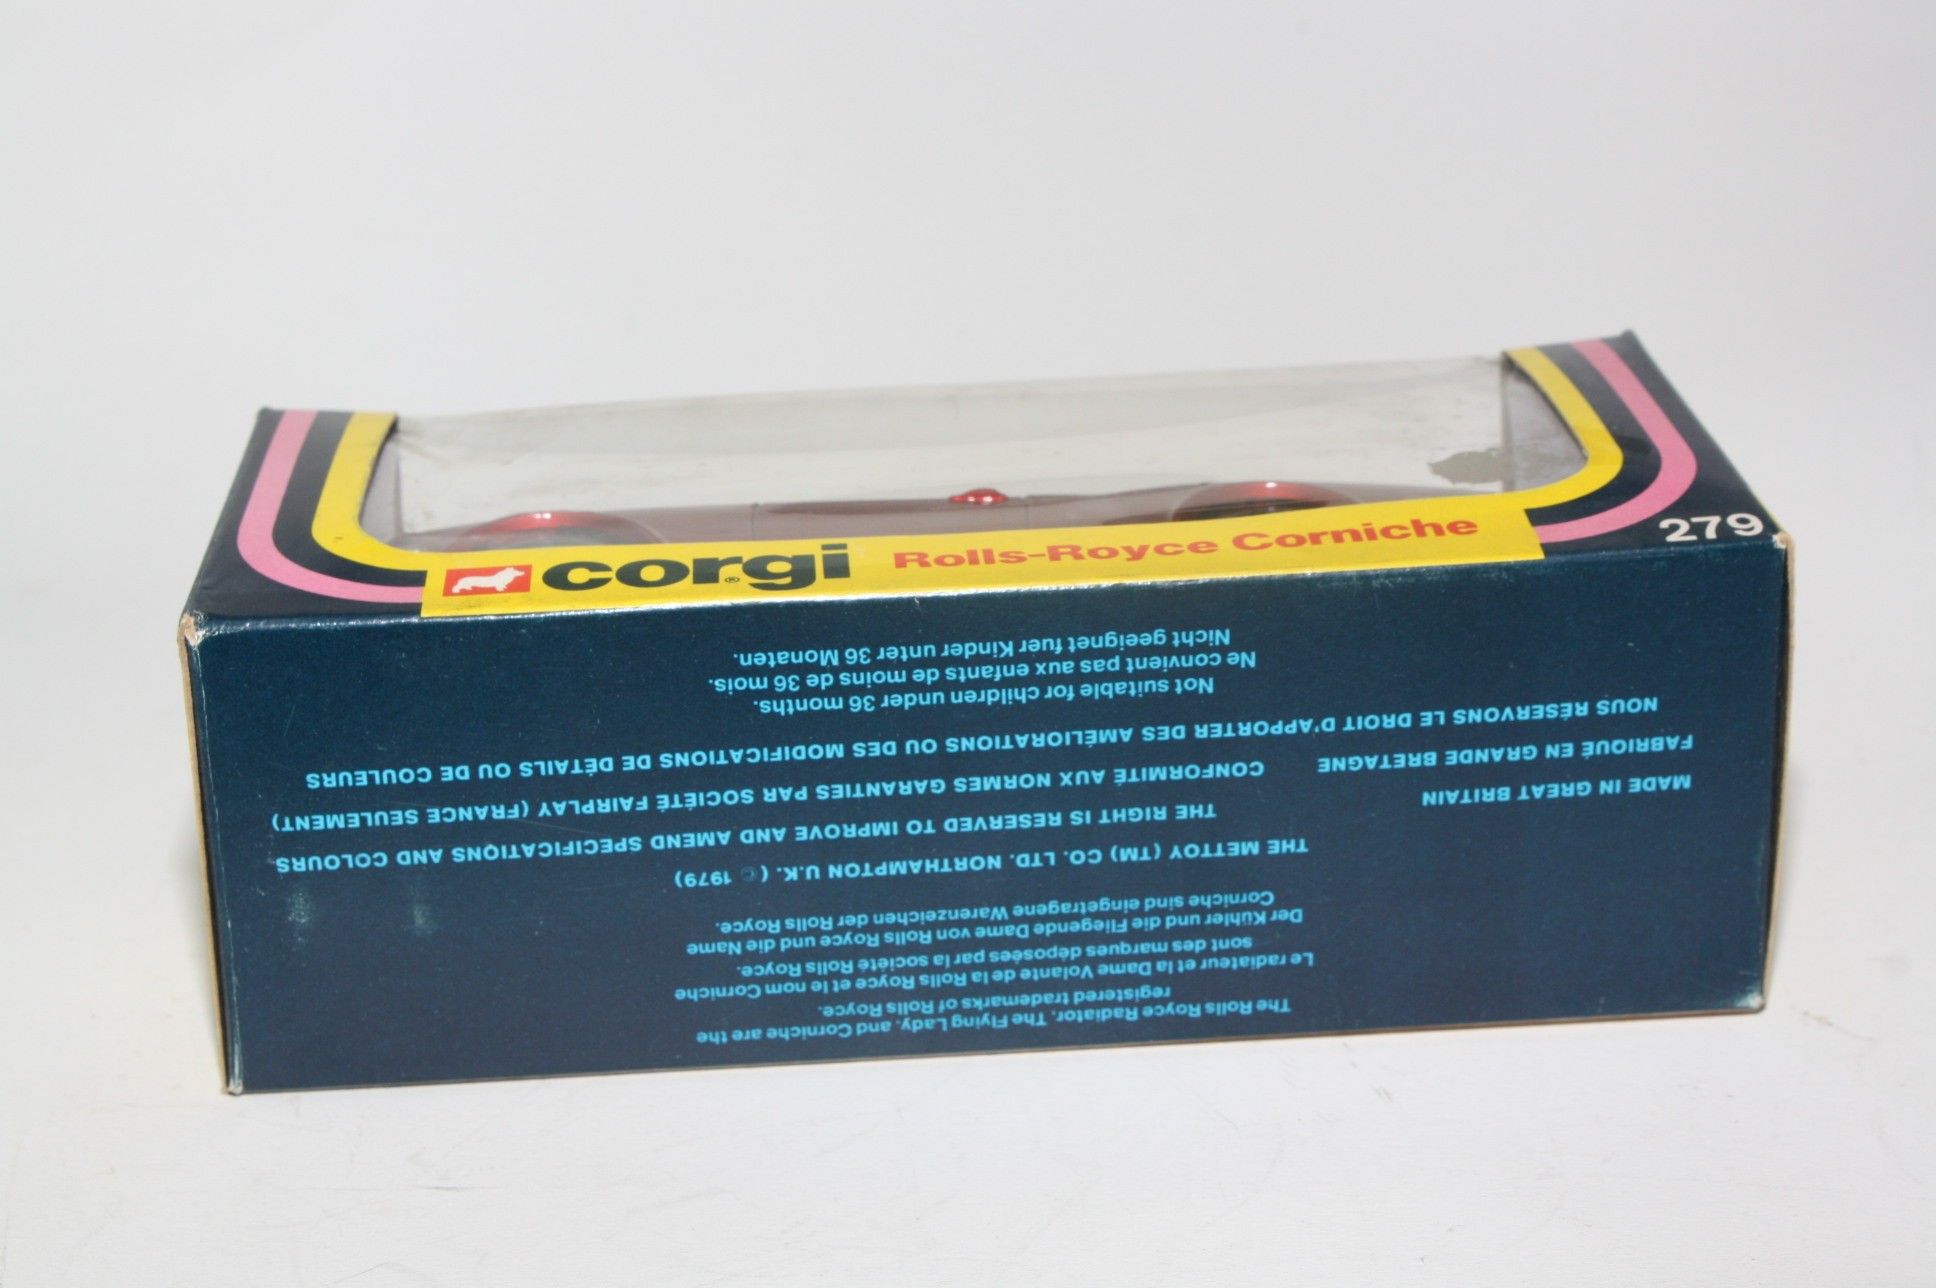 corgi®
Rolls-Royce Corniche
279
The Rolls Royce Radiator. The Flying Lady. and Corniche are the
registered trademarks of Rolls Royce.
Le radiateur et la Dame Volante de la Rolls Royce et le nom Corniche
sont des marques déposées par la société Rolls Royce.
Der Kühler und die Fliegende Dame von Rolls Royce und die Name
Corniche sind eingetragene Warenzeichen der Rolls Royce.
THE METTOY (TM) CO. LTD. NORTHAMPTON U.K. (© 1979)
MADE IN GREAT BRITAIN THE RIGHT IS RESERVED TO IMPROVE AND AMEND SPECIFICATIONS AND COLOURS
FABRIQUÉ EN GRANDE BRETAGNE CONFORMITÉ AUX NORMES GARANTIES PAR SOCIÉTÉ FAIRPLAY (FRANCE SEULEMENT)
NOUS RÉSERVONS LE DROIT D'APPORTER DES AMÉLIORATIONS OU DES MODIFICATIONS DE DÉTAILS OU DE COULEURS
Not suitable for children under 36 months.
Ne convient pas aux enfants de moins de 36 mois.
Nicht geeignet fuer Kinder unter 36 Monaten.